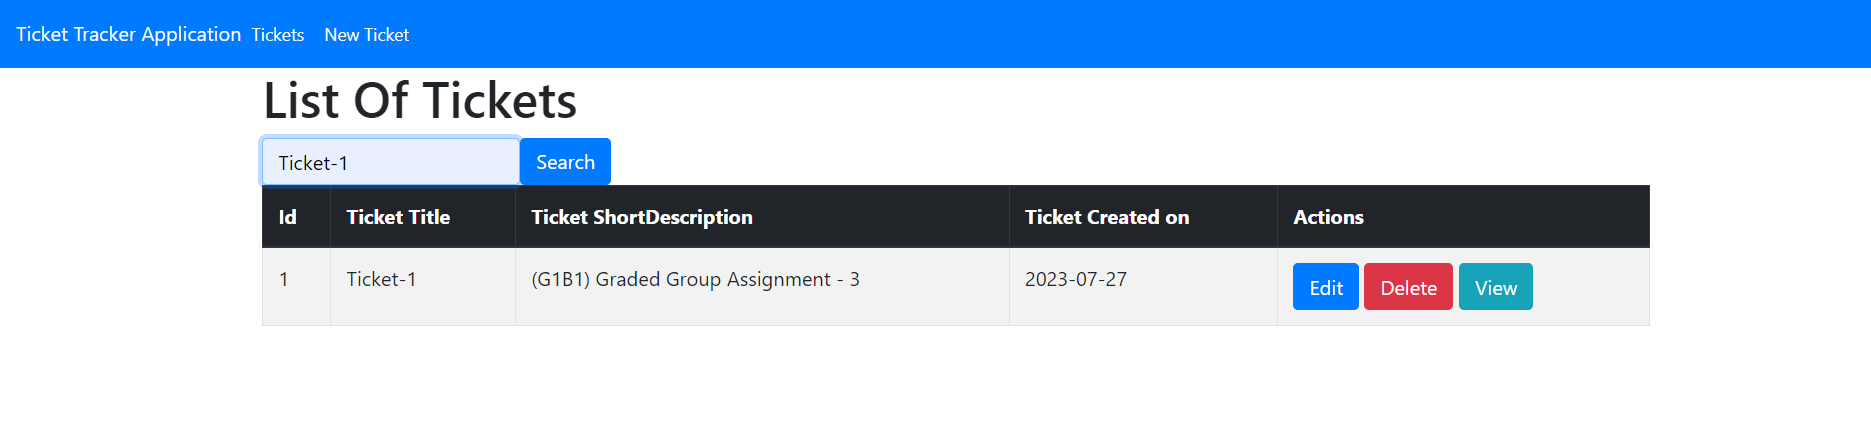 Ticket Tracker Application Tickets New Ticket
List Of Tickets
Ticket-1 Search
Id Ticket Title Ticket ShortDescription Ticket Created on Actions
1 Ticket-1 (G1B1) Graded Group Assignment - 3 2023-07-27 Edit Delete View